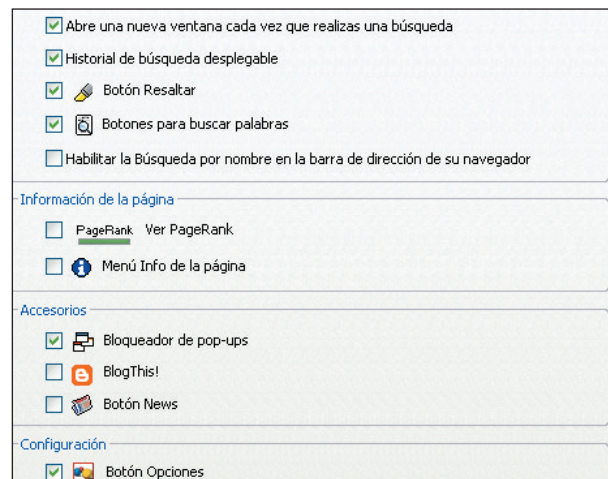 Abre una nueva ventana cada vez que realizas una búsqueda
Historial de búsqueda desplegable
Botón Resaltar
Botones para buscar palabras
Habilitar la Búsqueda por nombre en la barra de dirección de su navegador
Información de la página
PageRank Ver PageRank
Menú Info de la página
Accesorios
Bloqueador de pop-ups
BlogThis!
Botón News
Configuración
Botón Opciones